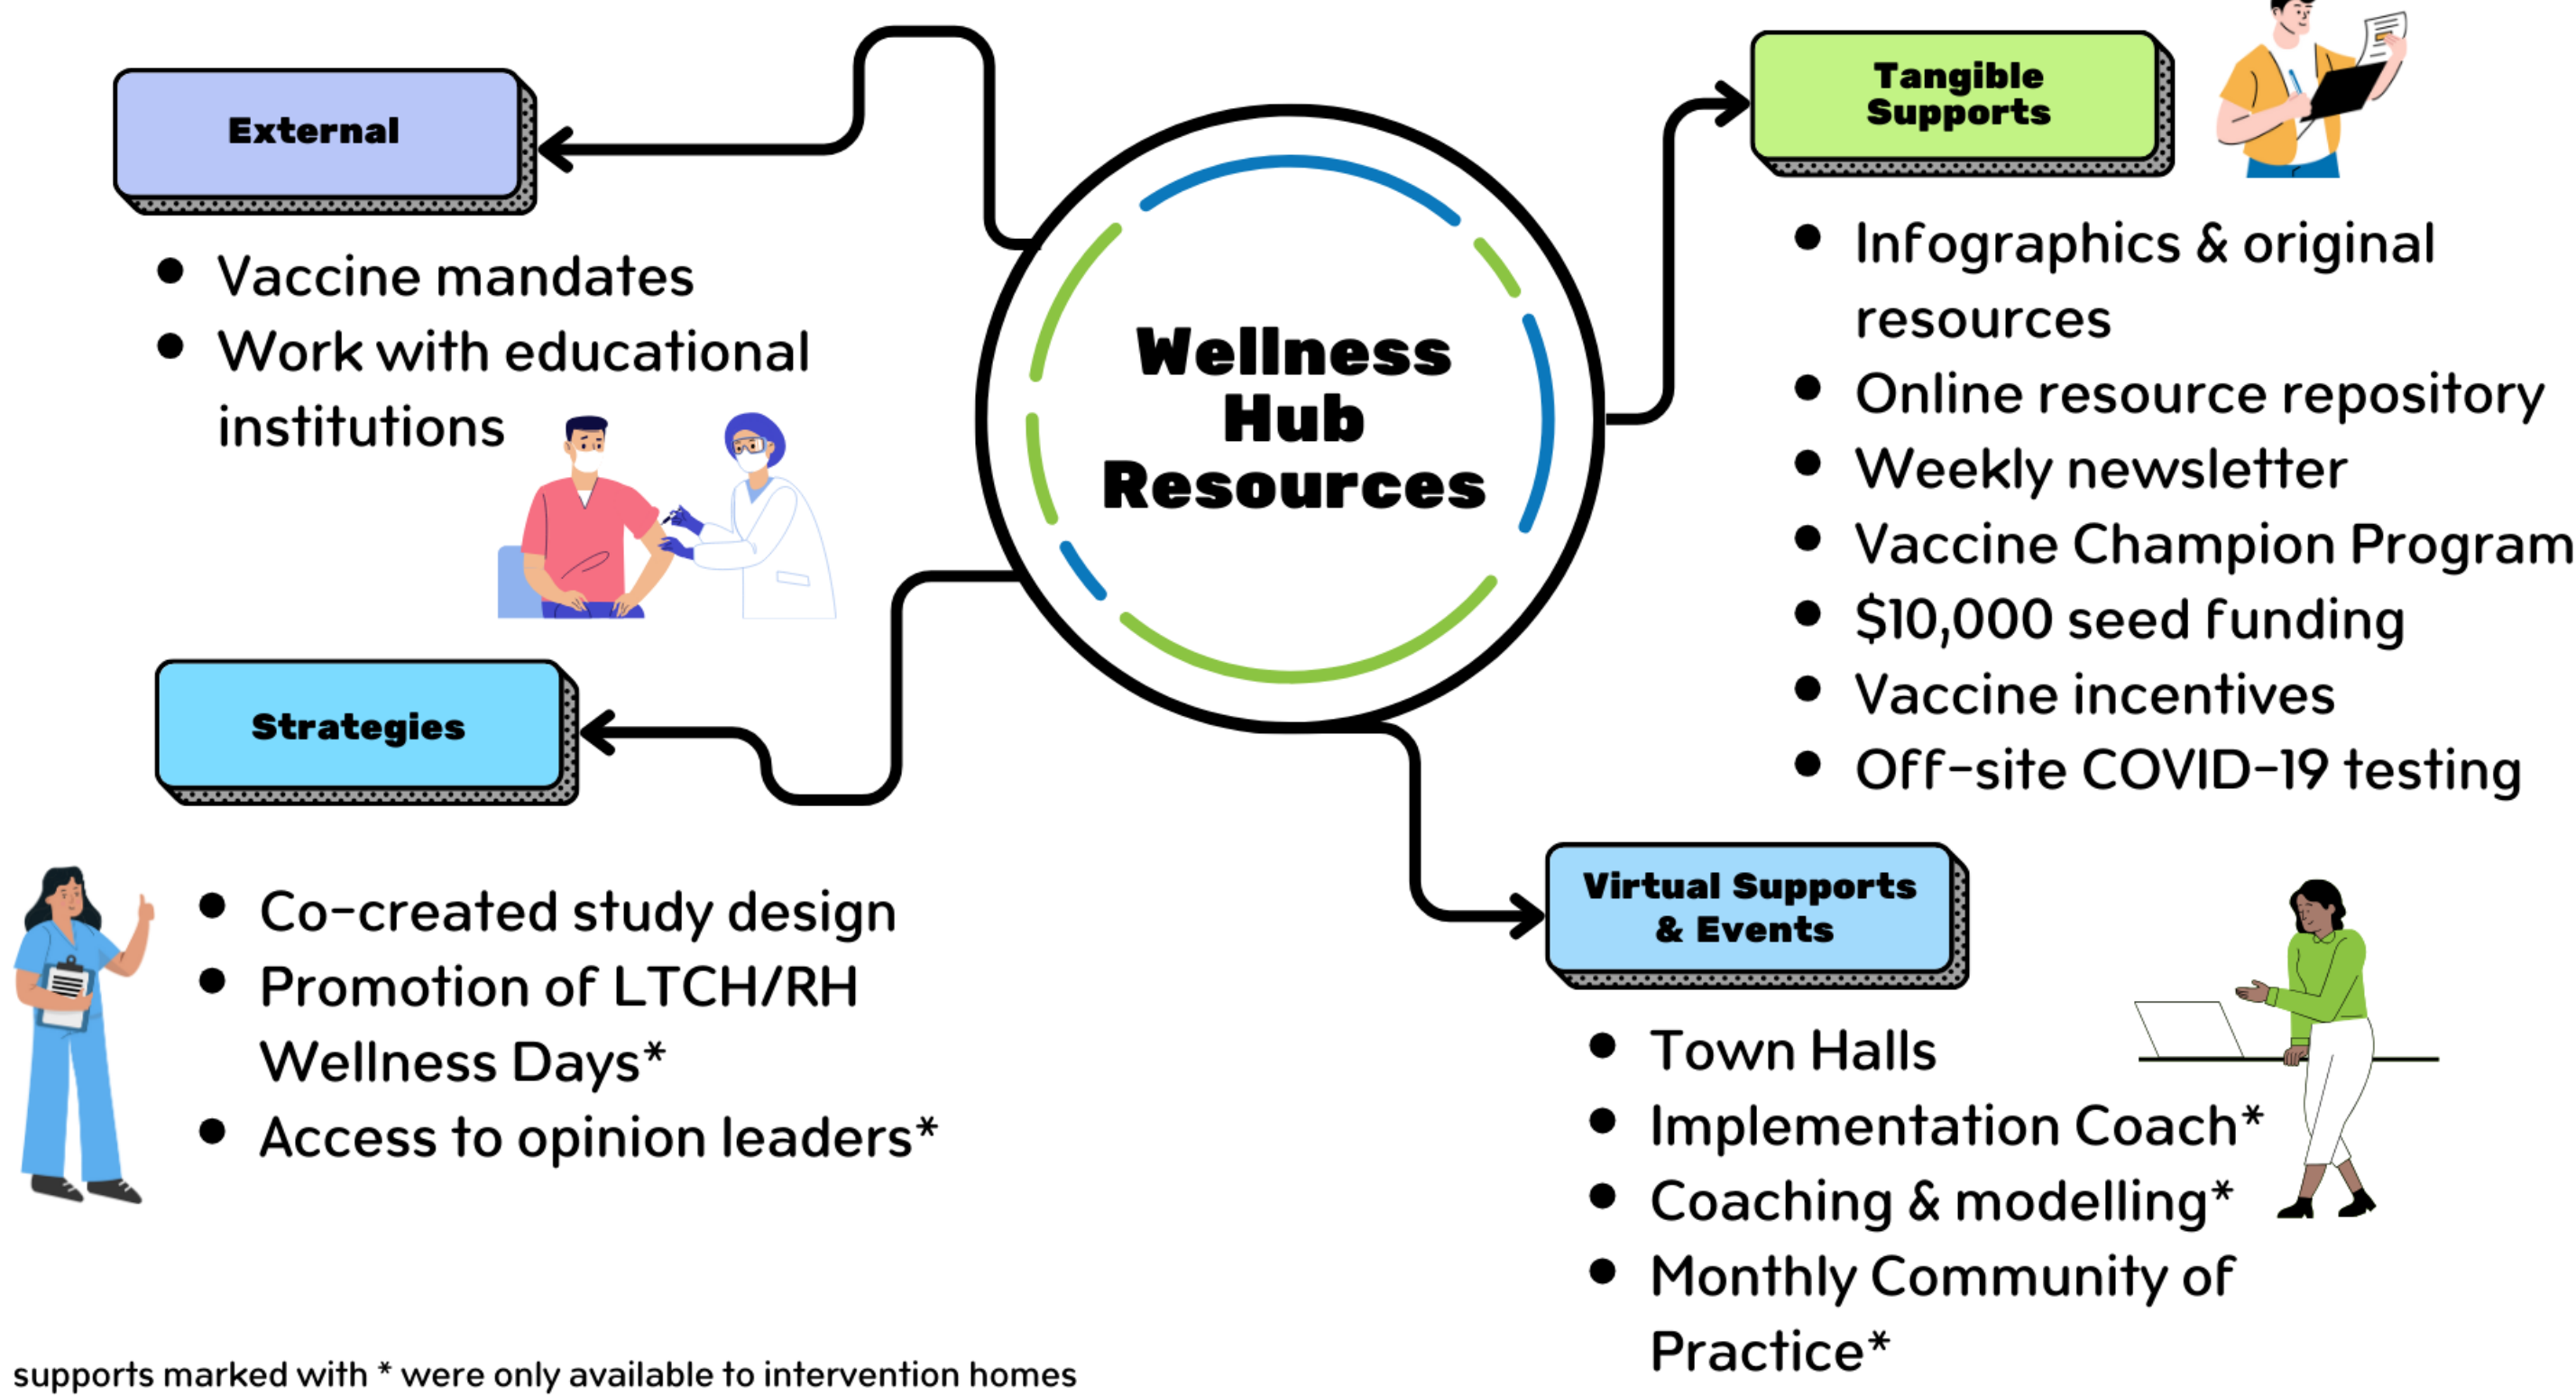 External
• Vaccine mandates
• Work with educational
institutions
Wellness
Hub
Resources
Tangible
Supports
• Infographics & original
resources
• Online resource repository
• Weekly newsletter
• Vaccine Champion Program
• $10,000 seed funding
• Vaccine incentives
• Off-site COVID-19 testing
Strategies
• Co-created study design
• Promotion of LTCH/RH
Wellness Days*
• Access to opinion leaders*
Virtual Supports
& Events
• Town Halls
• Implementation Coach*
• Coaching & modelling*
• Monthly Community of
Practice*
supports marked with * were only available to intervention homes